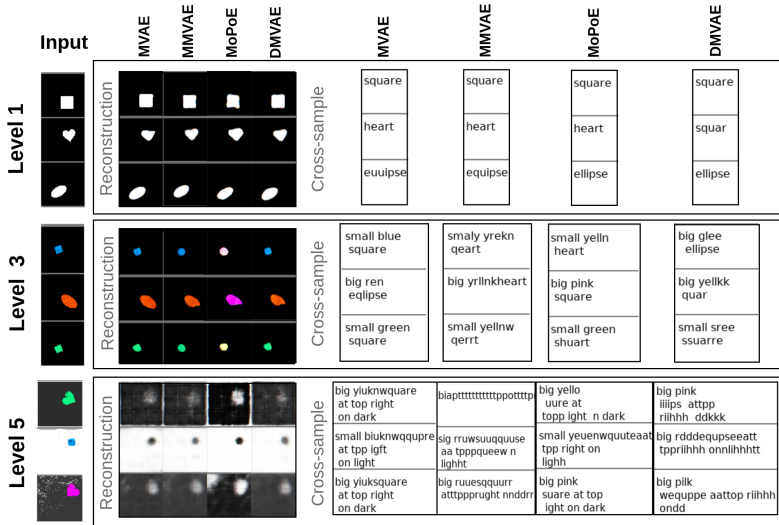 Input
MVAE
MMVAE
MoPoE
DMVAE
MVAE
MMVAE
MoPoE
DMVAE
Level 1
Reconstruction
Cross-sample
square
square
square
square
heart
heart
heart
squar
euuipse
equipse
ellipse
ellipse
Level 3
Reconstruction
Cross-sample
small blue
square
smaly yrekn
qeart
small yelln
heart
big glee
ellipse
big ren
eqlipse
big yrllnkheart
big pink
square
big yellkk
quar
small green
square
small yellnw
qerrt
small green
shuart
small sree
ssuarre
Level 5
Reconstruction
Cross-sample
big yiuknwquare
at top right
on dark
big yello
uure at
topp ight n dark
big pink
iiiips attpp
riihhh ddkkk
small biuknwqqupre
at tpp igft
on light
sig rruwsuuqquuse
aa tpppqueew n
lighht
small yeuenwquuteaat
tpp right on
lighh
big rdddequpseeatt
tppriihhh onnlihhhtt
big yiuksquare
at top right
on dark
big ruuesqquurr
atttppprught nnddrr
big pink
suare at top
ight on dark
big pilk
wequppe aattop riihhh
ondd